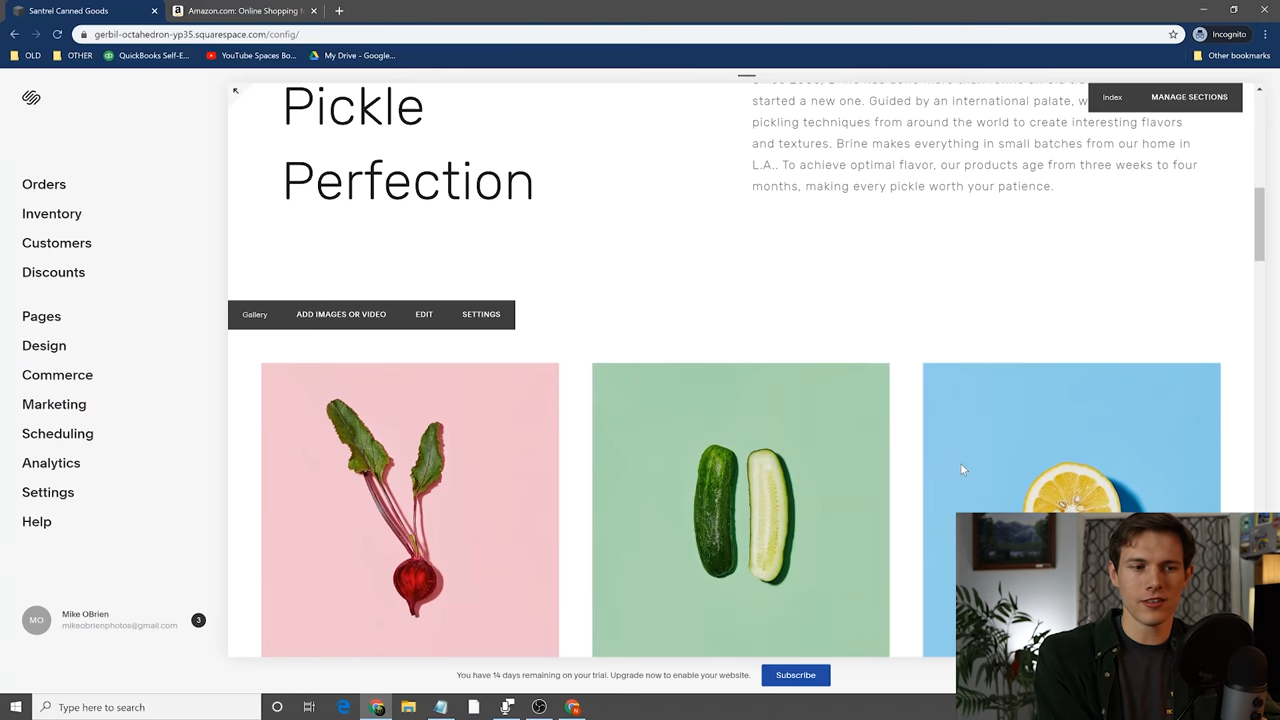 Santrel Canned Goods
Amazon.com: Online Shopping f
gerbil-octahedron-yp35.squarespace.com/config/
Incognito
OLD
OTHER
QuickBooks Self-E...
YouTube Spaces Bo...
My Drive - Google...
Other bookmarks
Orders
Inventory
Customers
Discounts
Pages
Design
Commerce
Marketing
Scheduling
Analytics
Settings
Help
MO
Mike OBrien
mikeobrienphotos@gmail.com
3
Index
MANAGE SECTIONS
Pickle
Perfection
started a new one. Guided by an international palate,
pickling techniques from around the world to create interesting flavors
and textures. Brine makes everything in small batches from our home in
L.A.. To achieve optimal flavor, our products age from three weeks to four
months, making every pickle worth your patience.
Gallery
ADD IMAGES OR VIDEO
EDIT
SETTINGS
You have 14 days remaining on your trial. Upgrade now to enable your website.
Subscribe
Type here to search